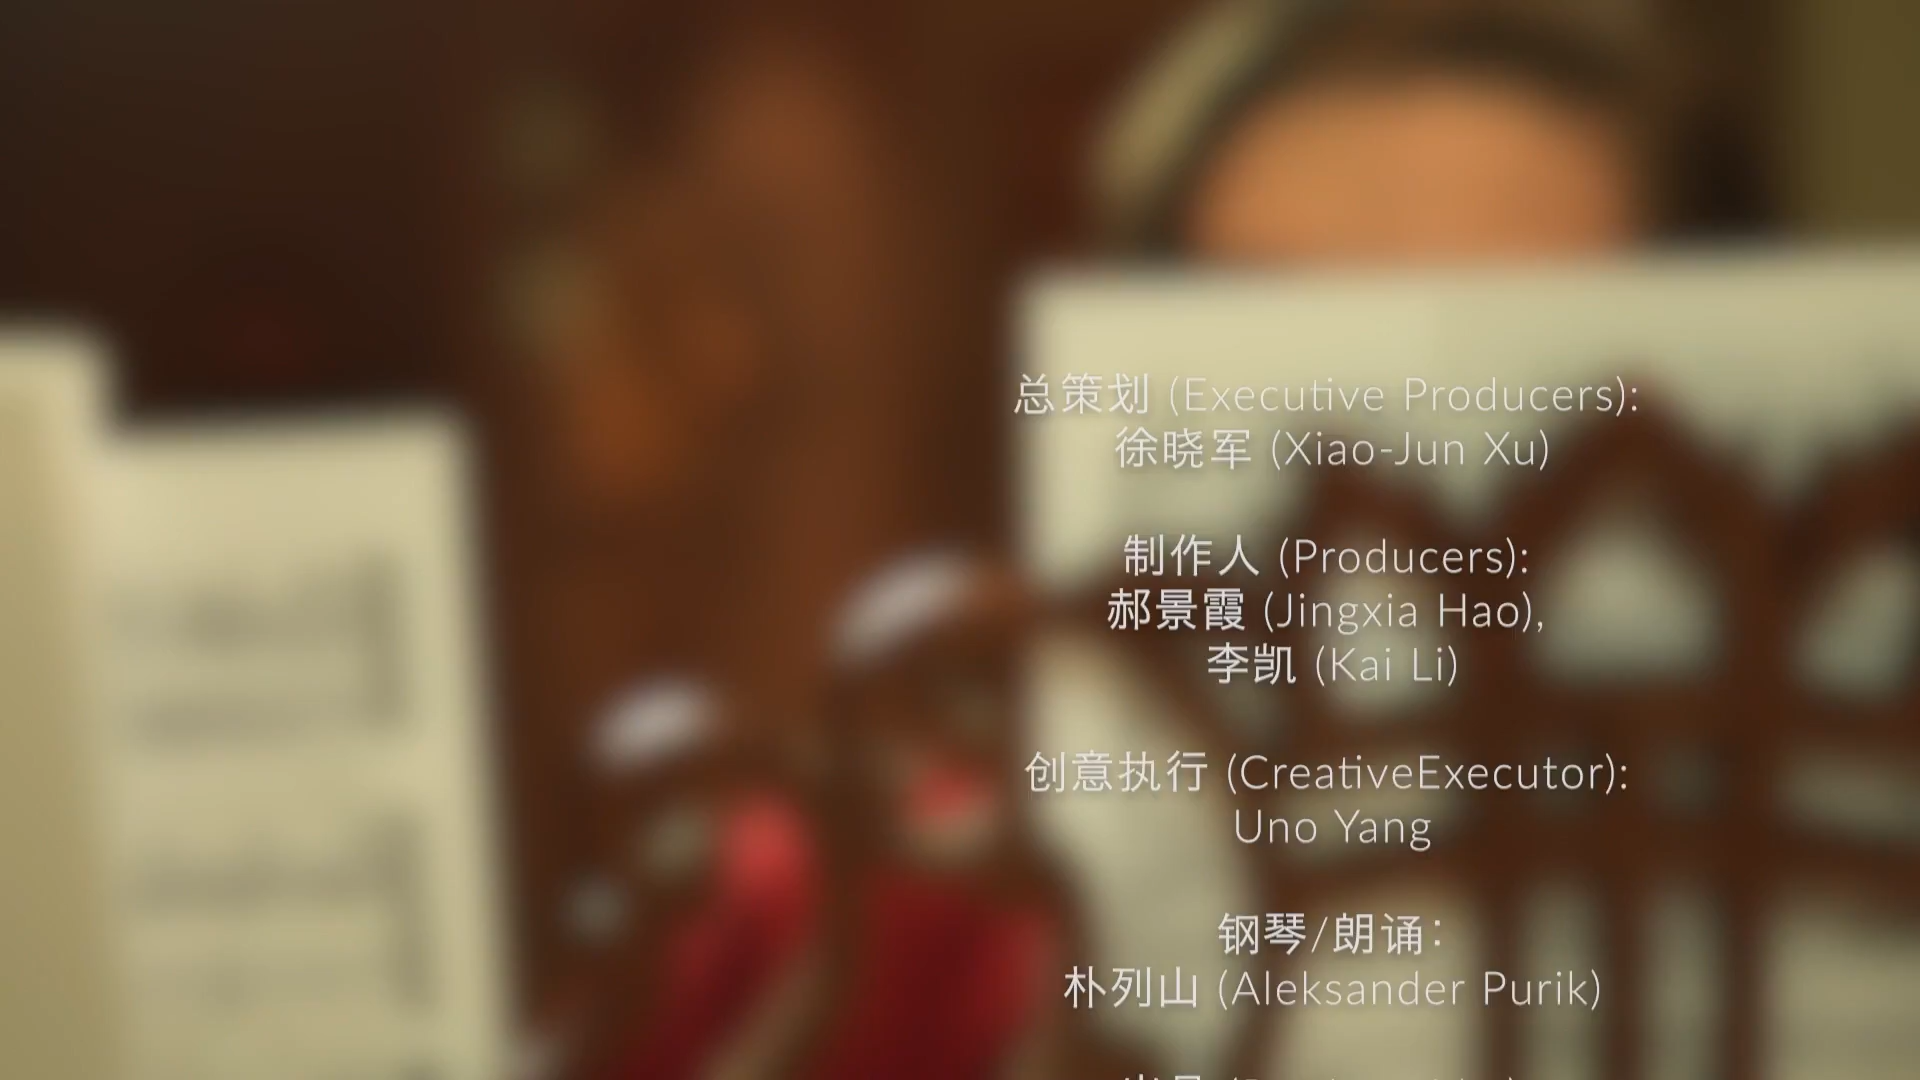 总策划 (Executive Producers):
徐晓军 (Xiao-Jun Xu)
制作人 (Producers):
郝景霞 (Jingxia Hao),
李凯 (Kai Li)
创意执行 (CreativeExecutor):
Uno Yang
钢琴/朗诵：
朴列山 (Aleksander Purik)